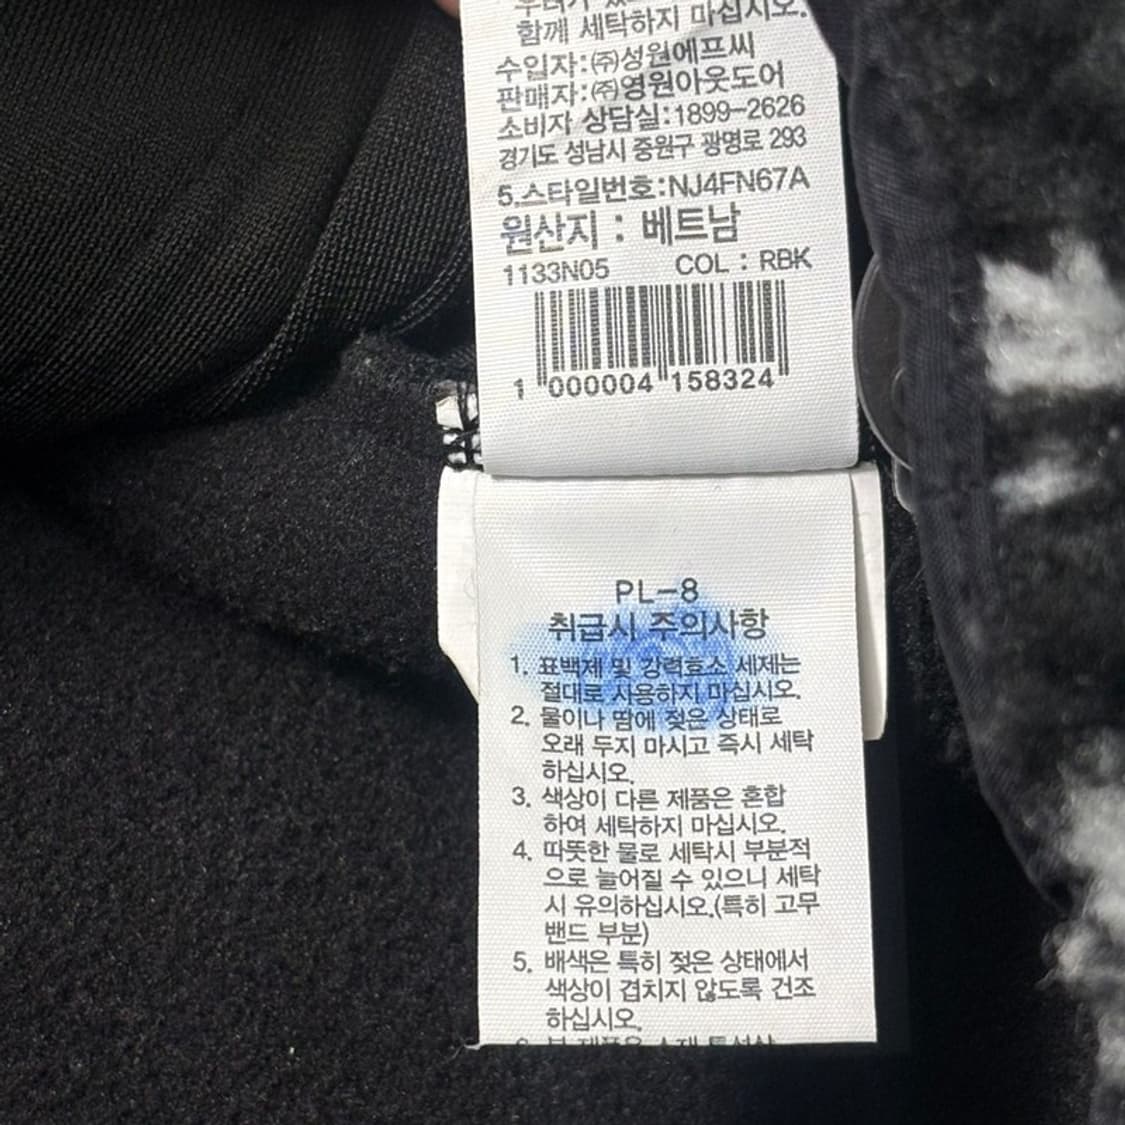 함께 세탁하지 마십시오.
수입자:㈜성원에프씨
판매자:㈜영원아웃도어
소비자 상담실:1899-2626
경기도 성남시 중원구 광명로 293
5.스타일번호:NJ4FN67A
원산지 : 베트남
1133N05 COL : RBK
1 000004 158324
PL-8
취급시 주의사항
1. 표백제 및 강력효소 세제는
절대로 사용하지 마십시오.
2. 물이나 땀에 젖은 상태로
오래 두지 마시고 즉시 세탁
하십시오.
3. 색상이 다른 제품은 혼합
하여 세탁하지 마십시오.
4. 따뜻한 물로 세탁시 부분적
으로 늘어질 수 있으니 세탁
시 유의하십시오.(특히 고무
밴드 부분)
5. 배색은 특히 젖은 상태에서
색상이 겹치지 않도록 건조
하십시오.